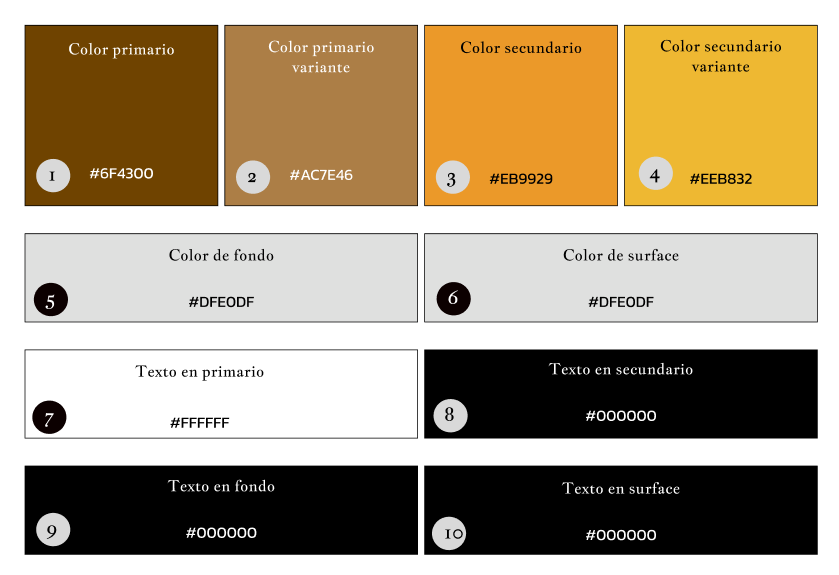 Color primario
1
#6F4300
Color primario
variante
2
#AC7E46
Color secundario
3
#EB9929
Color secundario
variante
4
#EEB832
Color de fondo
5
#DFE0DF
Color de surface
6
#DFE0DF
Texto en primario
7
#FFFFFF
Texto en secundario
8
#000000
Texto en fondo
9
#000000
Texto en surface
10
#000000